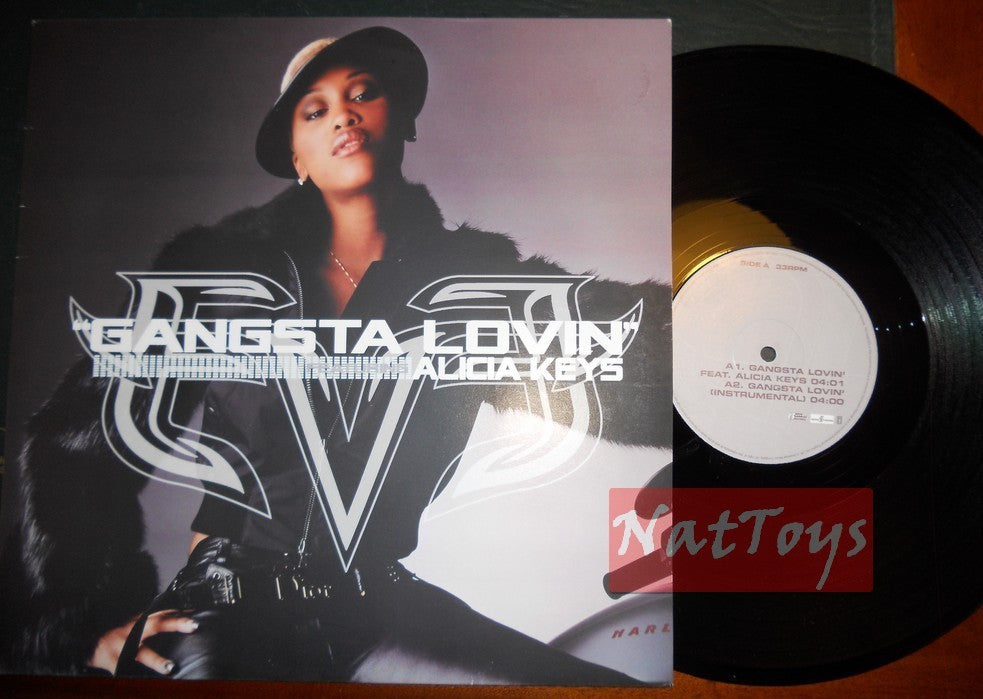 EVE
“GANGSTA LOVIN’”
ALICIA KEYS
Dior
HARL
SIDE A 33RPM
A1. GANGSTA LOVIN'
FEAT. ALICIA KEYS 04:01
A2. GANGSTA LOVIN'
(INSTRUMENTAL) 04:00
NatToys